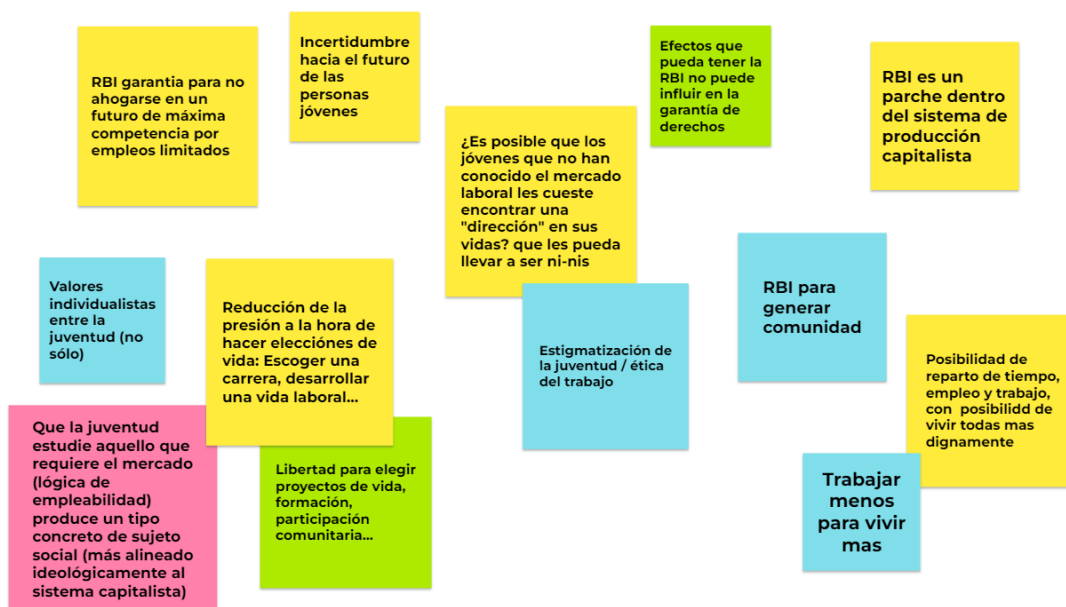 RBI garantia para no
ahogarse en un
futuro de máxima
competencia por
empleos limitados
Incertidumbre
hacia el futuro
de las
personas
jóvenes
¿Es posible que los
jóvenes que no han
conocido el mercado
laboral les cueste
encontrar una
"dirección" en sus
vidas? que les pueda
llevar a ser ni-nis
Efectos que
pueda tener la
RBI no puede
influir en la
garantía de
derechos
RBI es un
parche dentro
del sistema de
producción
capitalista
Valores
individualistas
entre la
juventud (no
sólo)
Reducción de la
presión a la hora de
hacer elecciónes de
vida: Escoger una
carrera, desarrollar
una vida laboral...
Estigmatización de
la juventud / ética
del trabajo
RBI para
generar
comunidad
Posibilidad de
reparto de tiempo,
empleo y trabajo,
con posibilidd de
vivir todas mas
dignamente
Que la juventud
estudie aquello que
requiere el mercado
(lógica de
empleabilidad)
produce un tipo
concreto de sujeto
social (más alineado
ideológicamente al
sistema capitalista)
Libertad para elegir
proyectos de vida,
formación,
participación
comunitaria...
Trabajar
menos
para vivir
mas